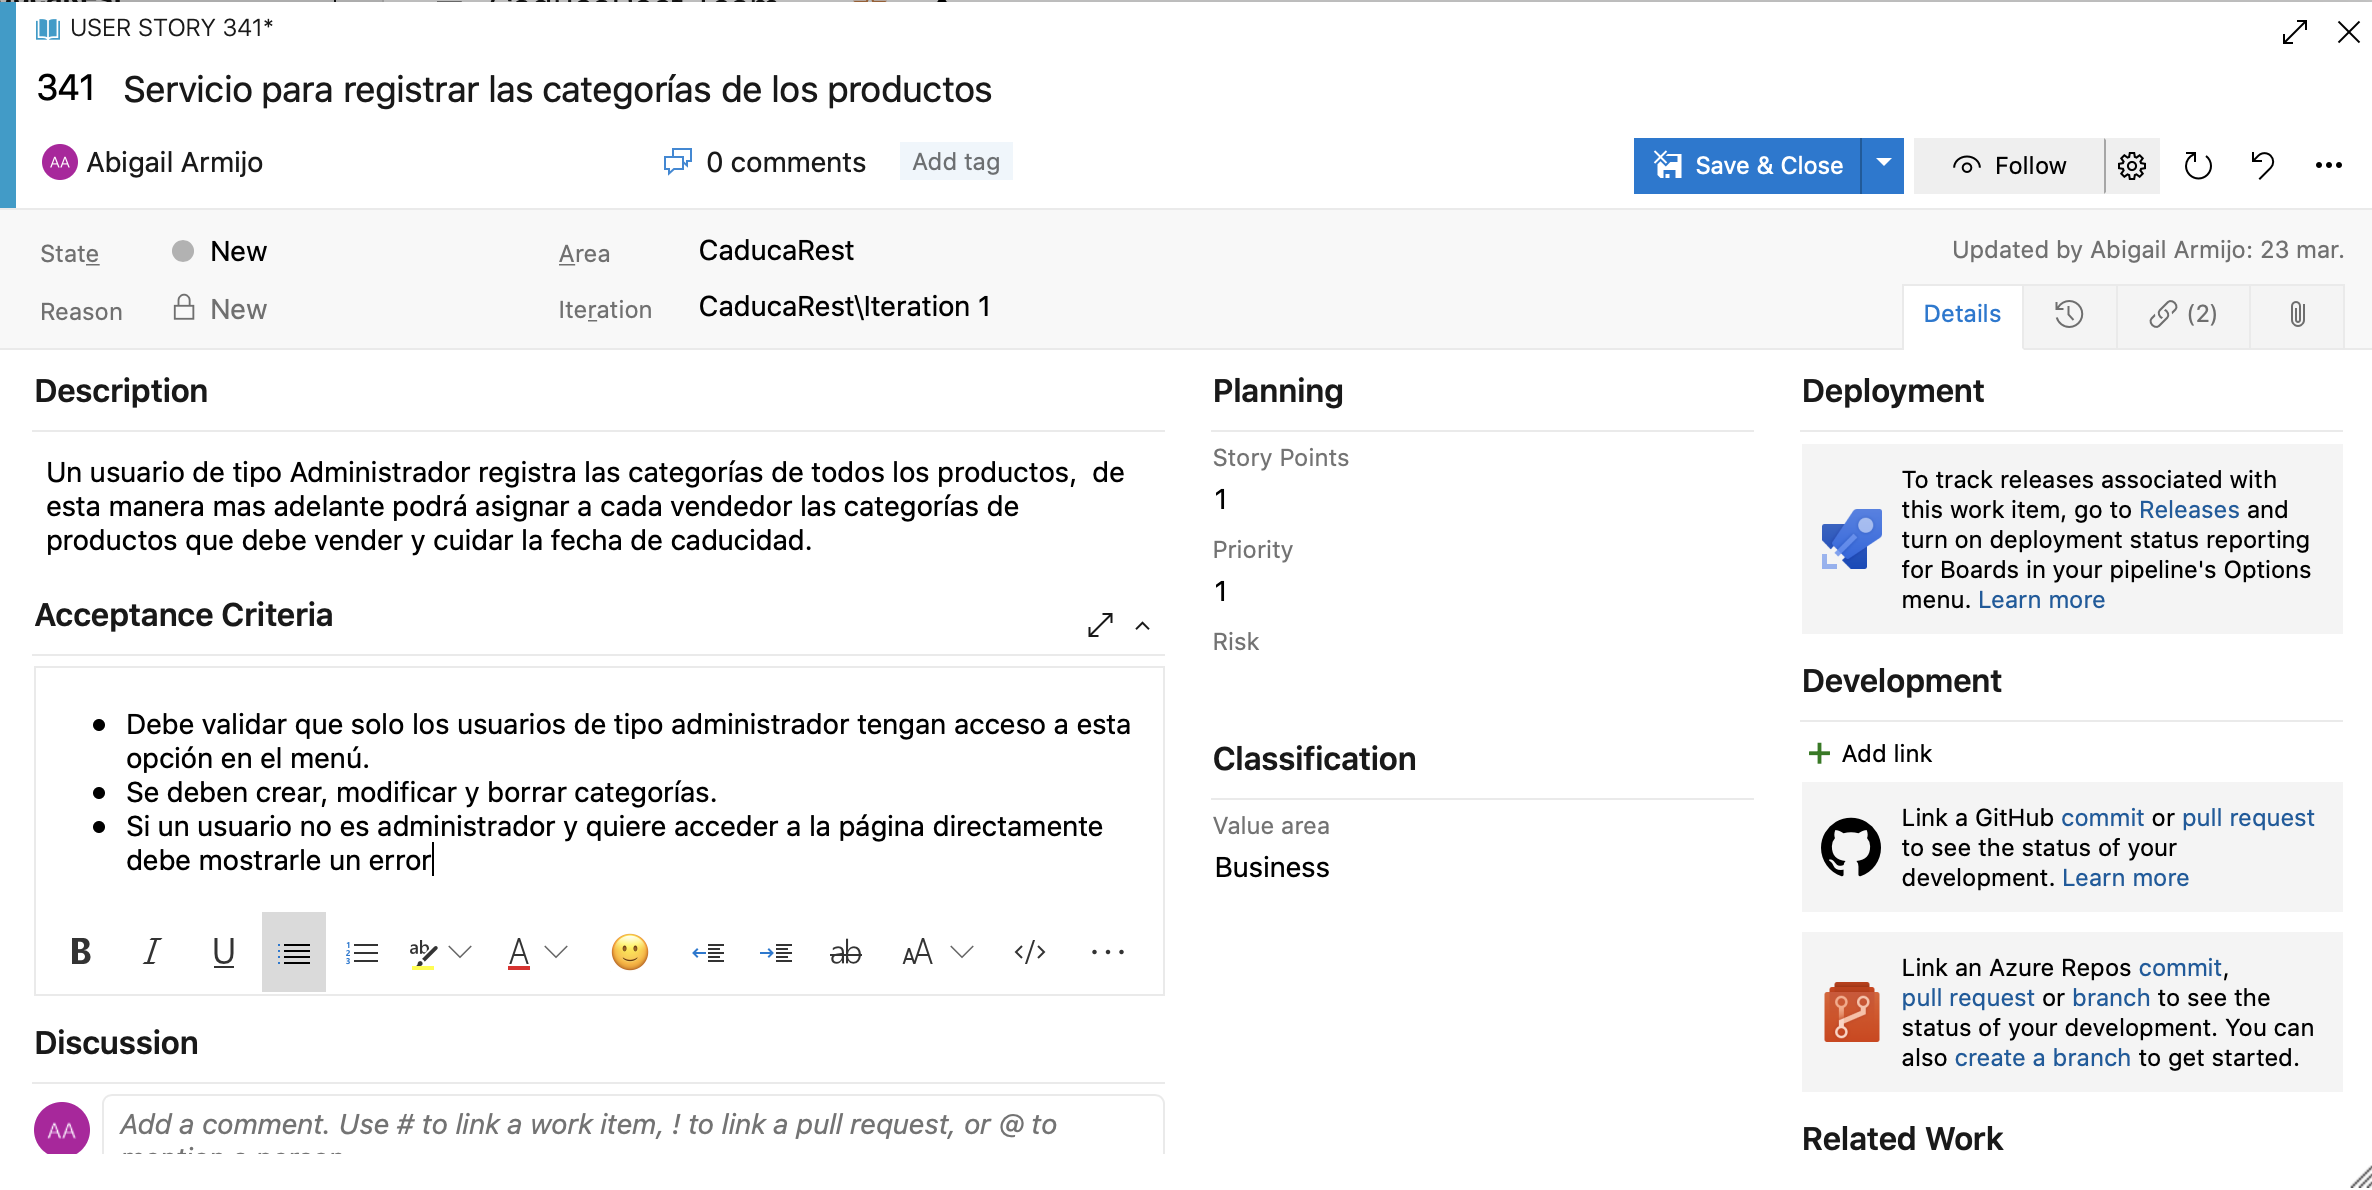 USER STORY 341*
341 Servicio para registrar las categorías de los productos
AA Abigail Armijo
0 comments
Add tag
Save & Close
Follow
State
New
Area
CaducaRest
Updated by Abigail Armijo: 23 mar.
Reason
New
Iteration
CaducaRest\Iteration 1
Details
(2)
Description
Un usuario de tipo Administrador registra las categorías de todos los productos,  de
esta manera mas adelante podrá asignar a cada vendedor las categorías de
productos que debe vender y cuidar la fecha de caducidad.
Acceptance Criteria
Debe validar que solo los usuarios de tipo administrador tengan acceso a esta
opción en el menú.
Se deben crear, modificar y borrar categorías.
Si un usuario no es administrador y quiere acceder a la página directamente
debe mostrarle un error
Discussion
AA
Add a comment. Use # to link a work item, ! to link a pull request, or @ to
Planning
Story Points
1
Priority
1
Risk
Classification
Value area
Business
Deployment
To track releases associated with
this work item, go to Releases and
turn on deployment status reporting
for Boards in your pipeline's Options
menu. Learn more
Development
+ Add link
Link a GitHub commit or pull request
to see the status of your
development. Learn more
Link an Azure Repos commit,
pull request or branch to see the
status of your development. You can
also create a branch to get started.
Related Work